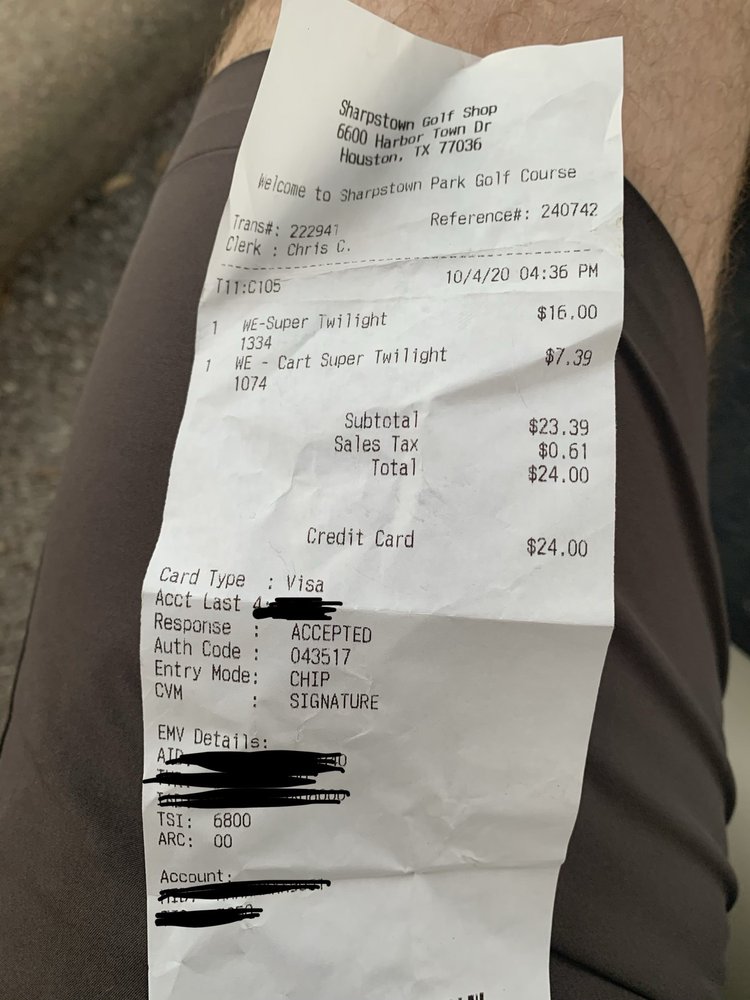 Sharpstown Golf Shop
6600 Harbor Town Dr
Houston, TX 77036
Welcome to Sharpstown Park Golf Course
Trans#: 222941 Reference#: 240742
Clerk : Chris C.
T11:C105 10/4/20 04:36 PM
1 WE-Super Twilight $16.00
1334
1 WE - Cart Super Twilight $7.39
1074
Subtotal $23.39
Sales Tax $0.61
Total $24.00
Credit Card $24.00
Card Type : Visa
Acct Last 4:
Response : ACCEPTED
Auth Code : 043517
Entry Mode: CHIP
CVM : SIGNATURE
EMV Details:
AID
TSI: 6800
ARC: 00
Account: